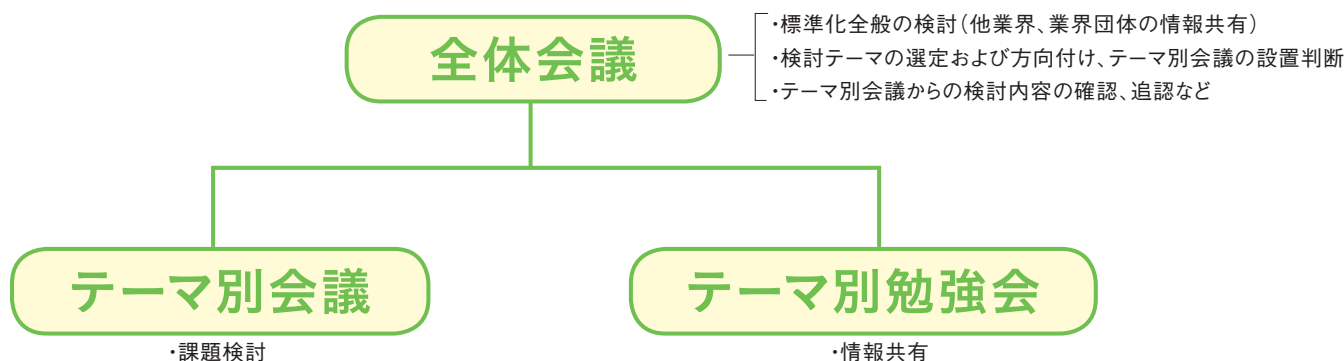 全体会議
・標準化全般の検討（他業界、業界団体の情報共有）
・検討テーマの選定および方向付け、テーマ別会議の設置判断
・テーマ別会議からの検討内容の確認、追認など
テーマ別会議
・課題検討
テーマ別勉強会
・情報共有